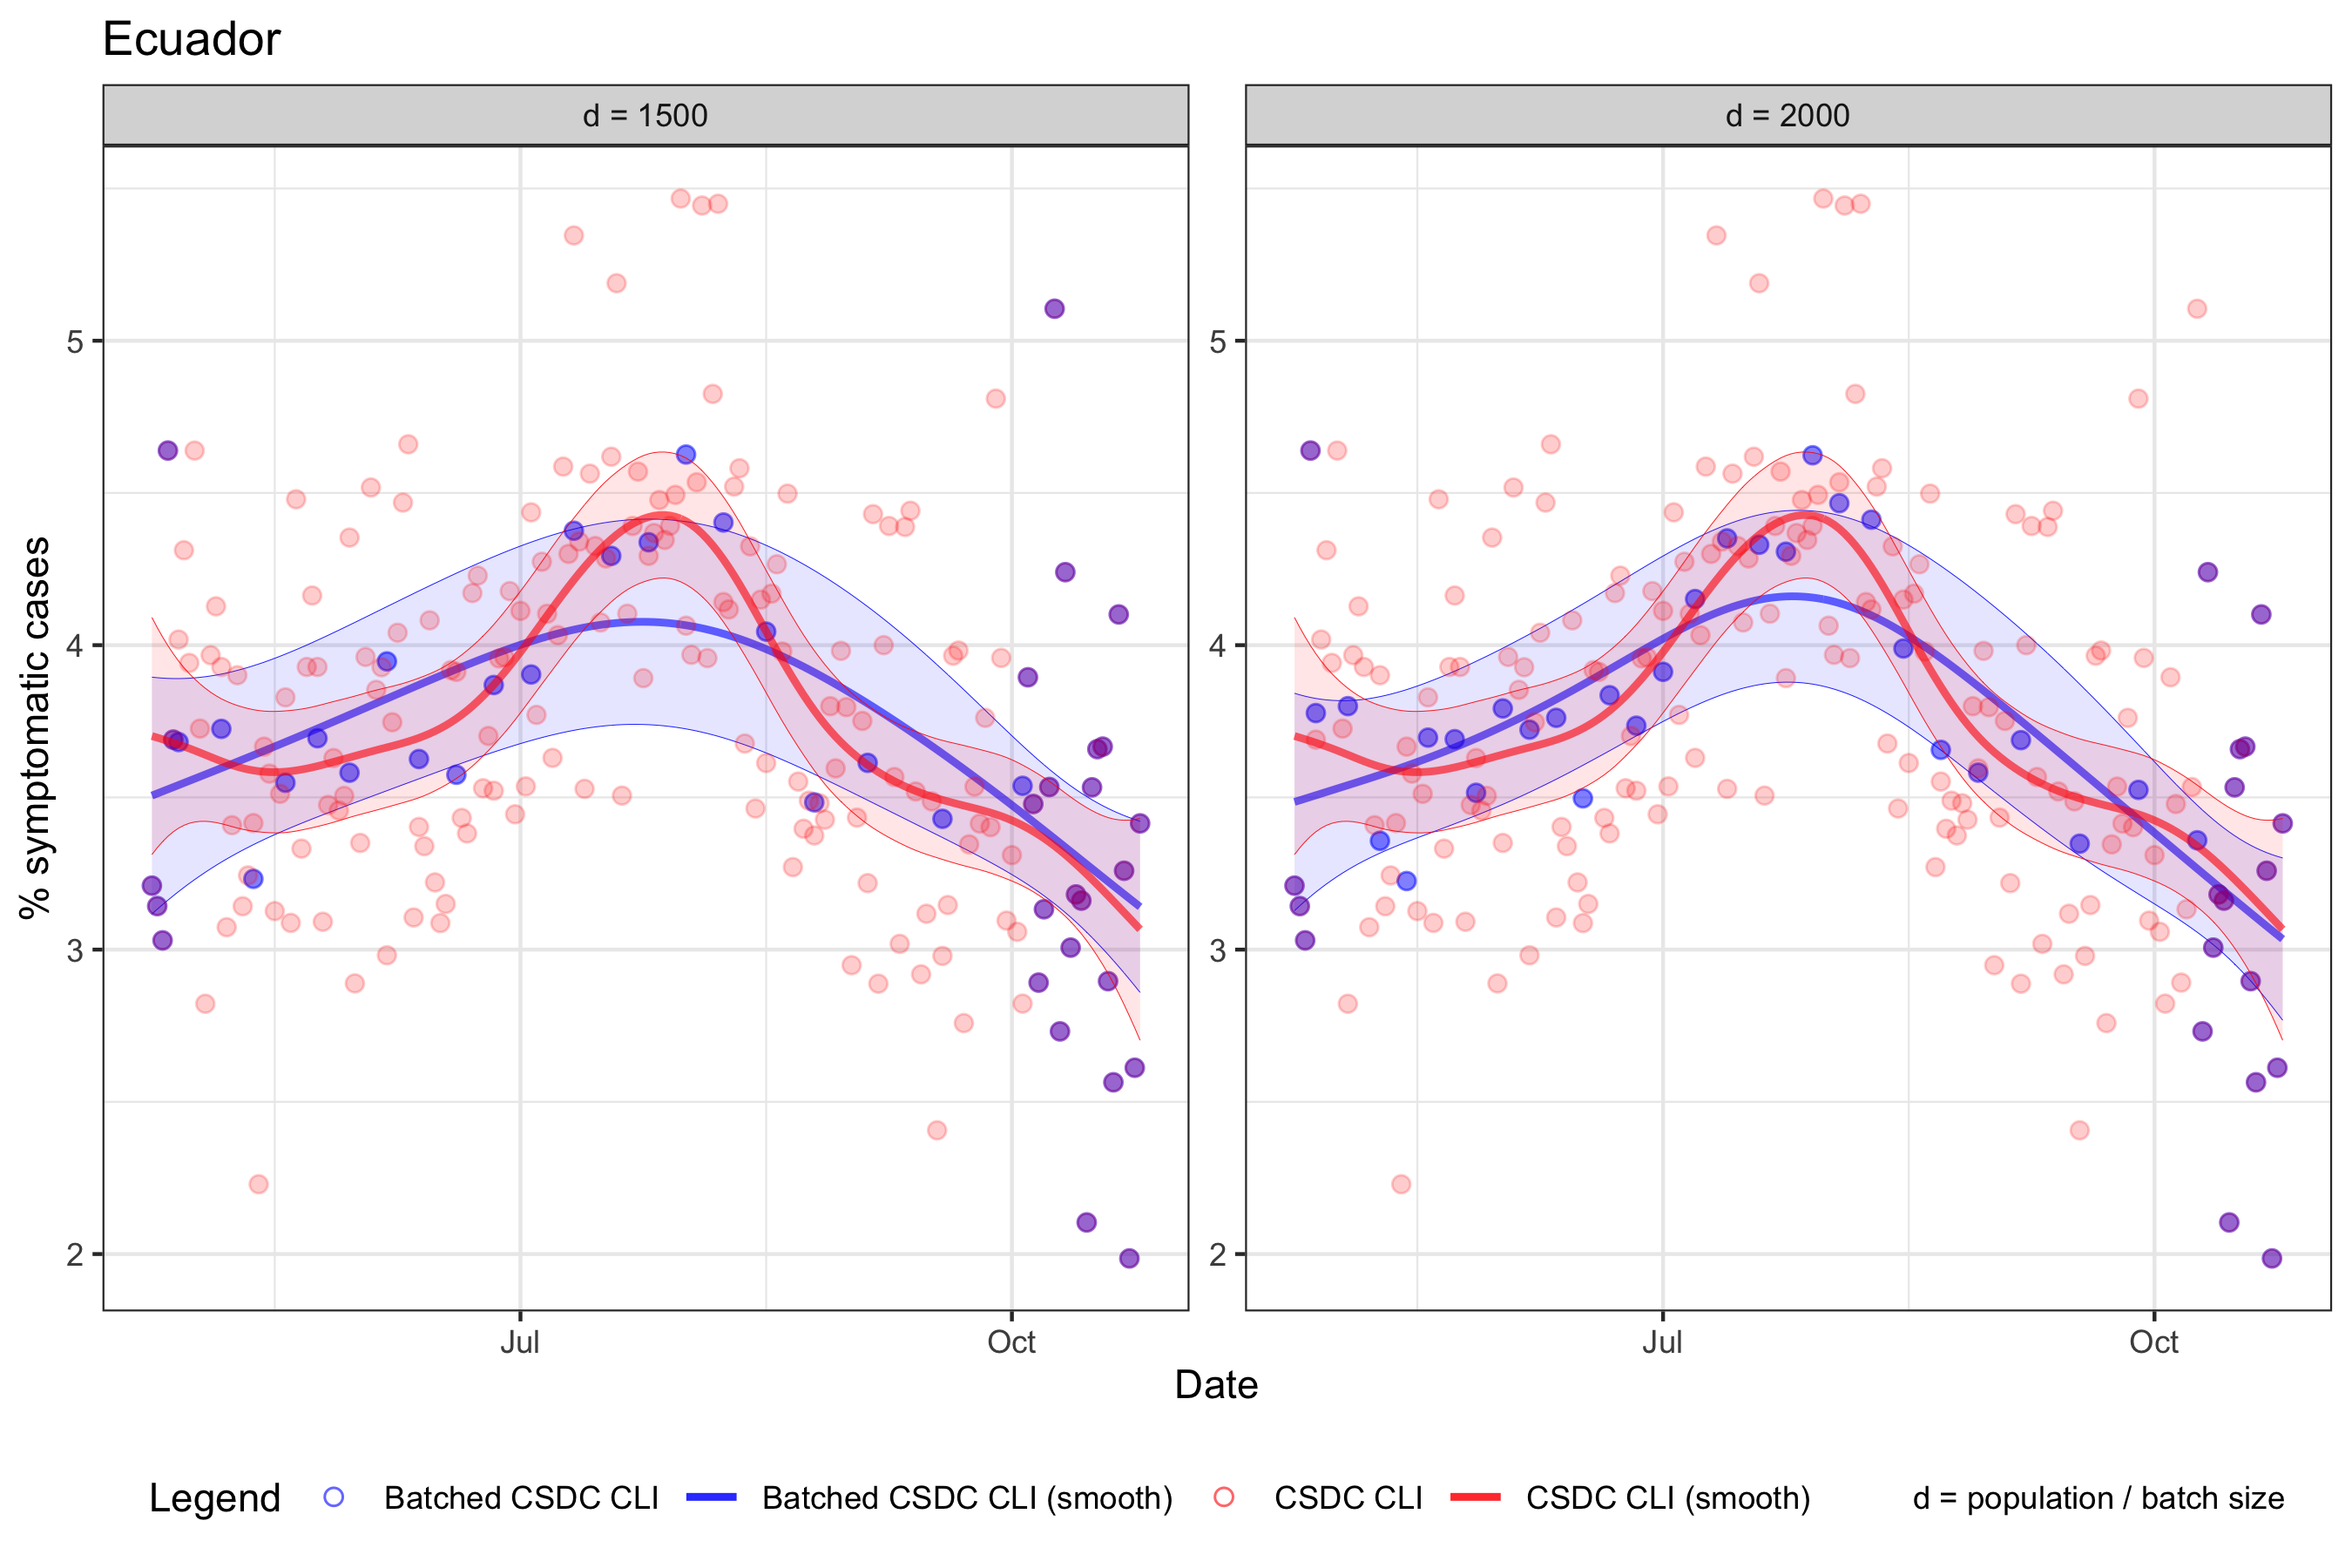 Ecuador
d = 1500
d = 2000
% symptomatic cases
5
4
3
2
5
4
3
2
Jul
Oct
Jul
Oct
Date
Legend
Batched CSDC CLI
Batched CSDC CLI (smooth)
CSDC CLI
CSDC CLI (smooth)
d = population / batch size